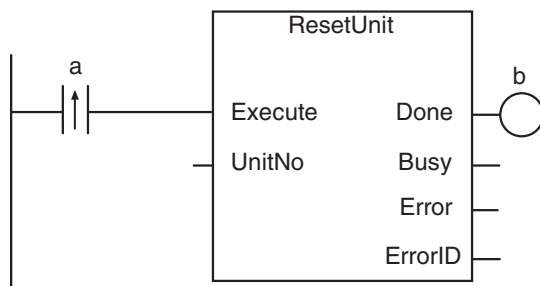 ResetUnit
a
b
Execute Done
UnitNo Busy
Error
ErrorID